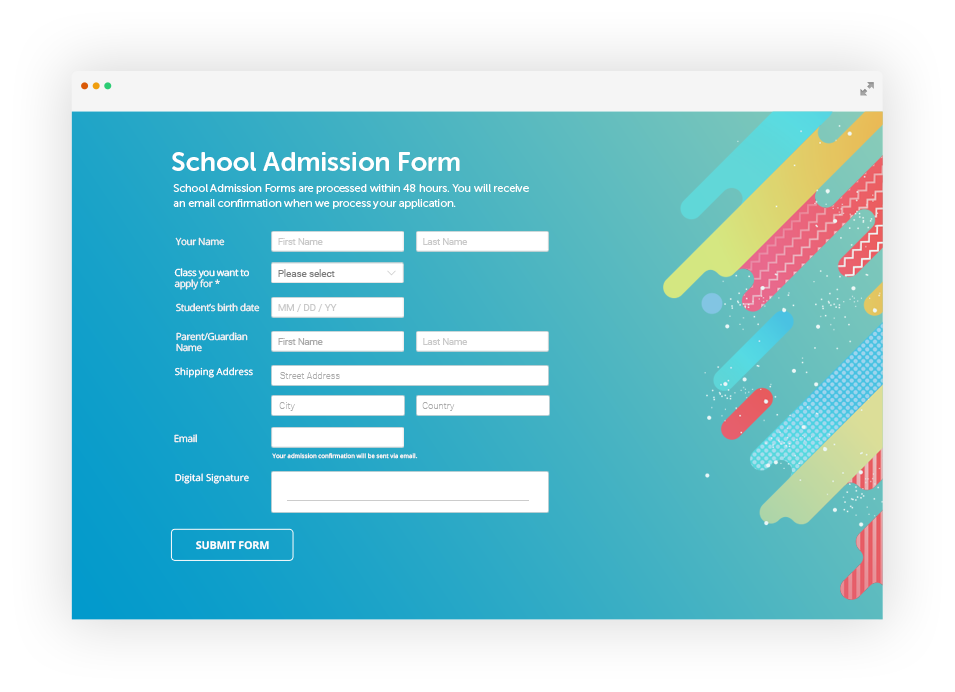 School Admission Form
School Admission Forms are processed within 48 hours. You will receive
an email confirmation when we process your application.
Your Name
First Name
Last Name
Class you want to
apply for *
Please select
Student's birth date
MM / DD / YY
Parent/Guardian
Name
First Name
Last Name
Shipping Address
Street Address
City
Country
Email
Your admission confirmation will be sent via email.
Digital Signature
SUBMIT FORM